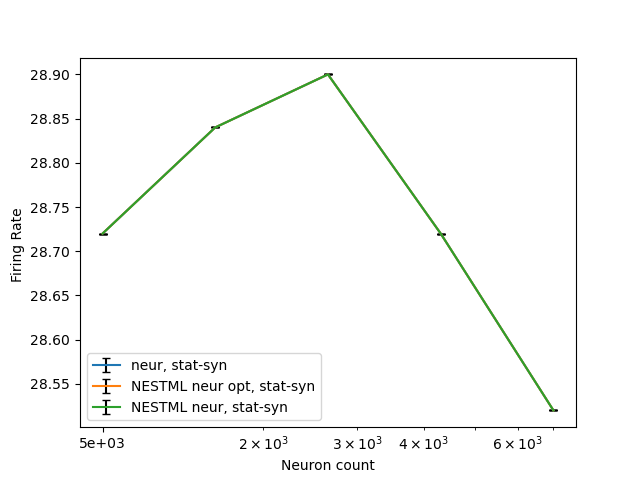 28.90
28.85
28.80
28.75
28.70
28.65
28.60
28.55
Firing Rate
neur, stat-syn
NESTML neur opt, stat-syn
NESTML neur, stat-syn
5e+03 2 × 10³ 3 × 10³ 4 × 10³ 6 × 10³
Neuron count